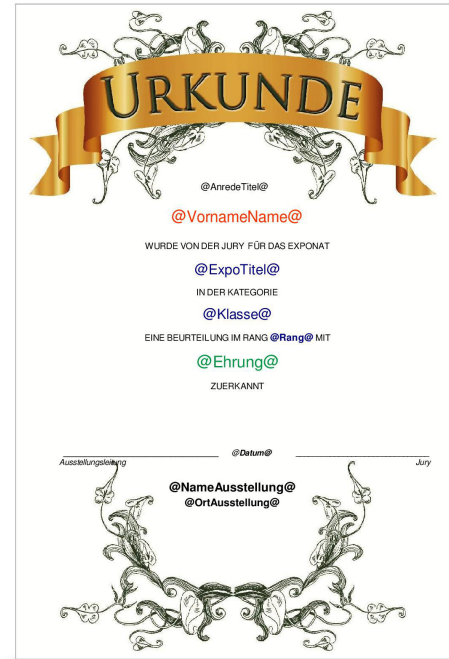 URKUNDE
@AnredeTitel@
@VornameName@
WURDE VON DER JURY FÜR DAS EXPONAT
@ExpoTitel@
IN DER KATEGORIE
@Klasse@
EINE BEURTEILUNG IM RANG @Rang@ MIT
@Ehrung@
ZUERKANNT
@Datum@
Ausstellungsleitung Jury
@NameAusstellung@
@OrtAusstellung@